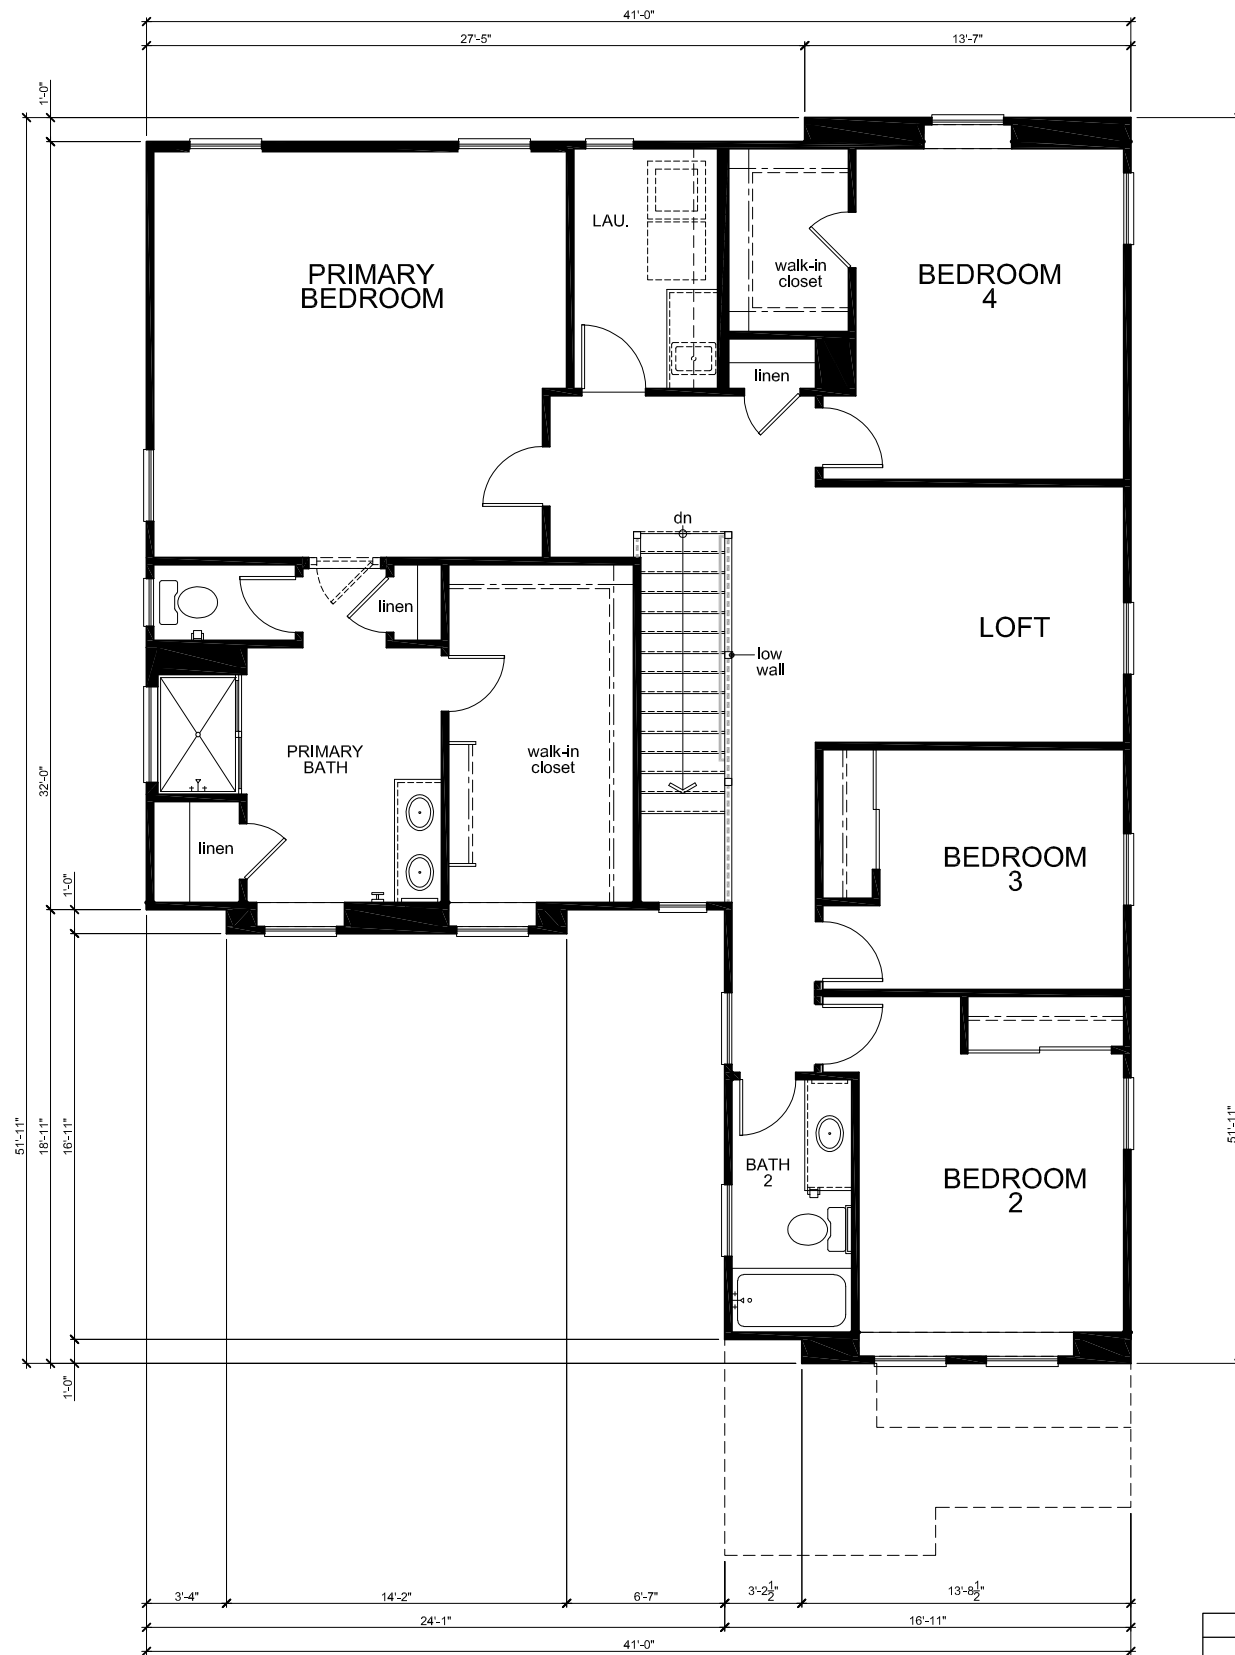 41'-0"
27'-5"
13'-7"
1'-0"
LAU.
PRIMARY
BEDROOM
walk-in
closet
BEDROOM
4
linen
dn
linen
LOFT
low
wall
PRIMARY
BATH
walk-in
closet
32'-0"
linen
BEDROOM
3
1'-0"
51'-11"
18'-11"
16'-11"
51'-11"
BATH
2
BEDROOM
2
1'-0"
3'-4"
14'-2"
6'-7"
3'-2½"
13'-8½"
24'-1"
16'-11"
41'-0"